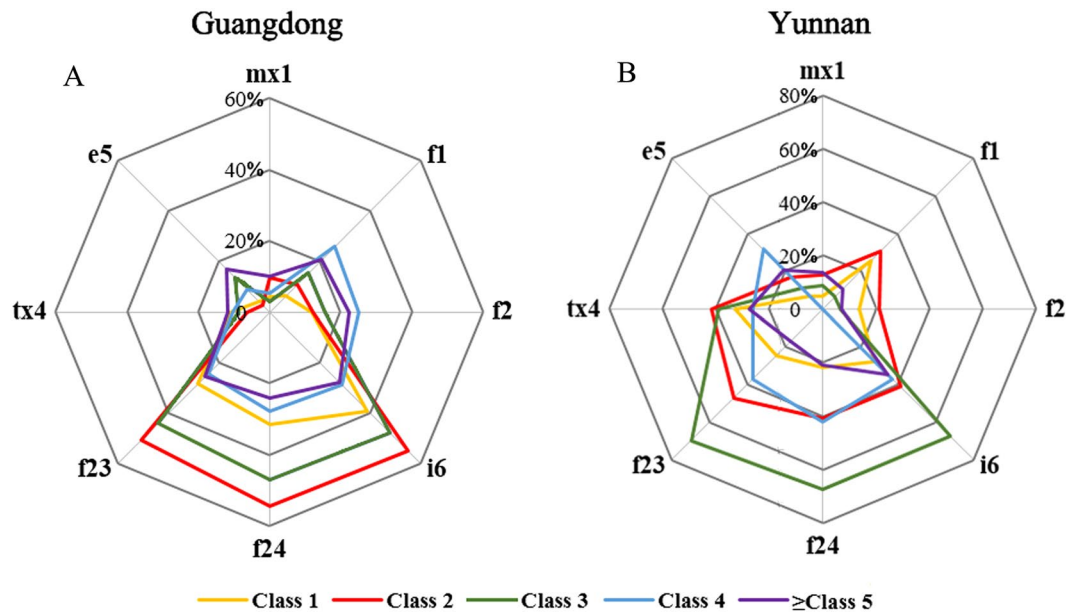 Guangdong
Yunnan
A
mx1
60%
40%
20%
0
f1
f2
i6
f24
f23
tx4
e5
B
mx1
80%
60%
40%
20%
0
f1
f2
i6
f24
f23
tx4
e5
Class 1
Class 2
Class 3
Class 4
≥Class 5